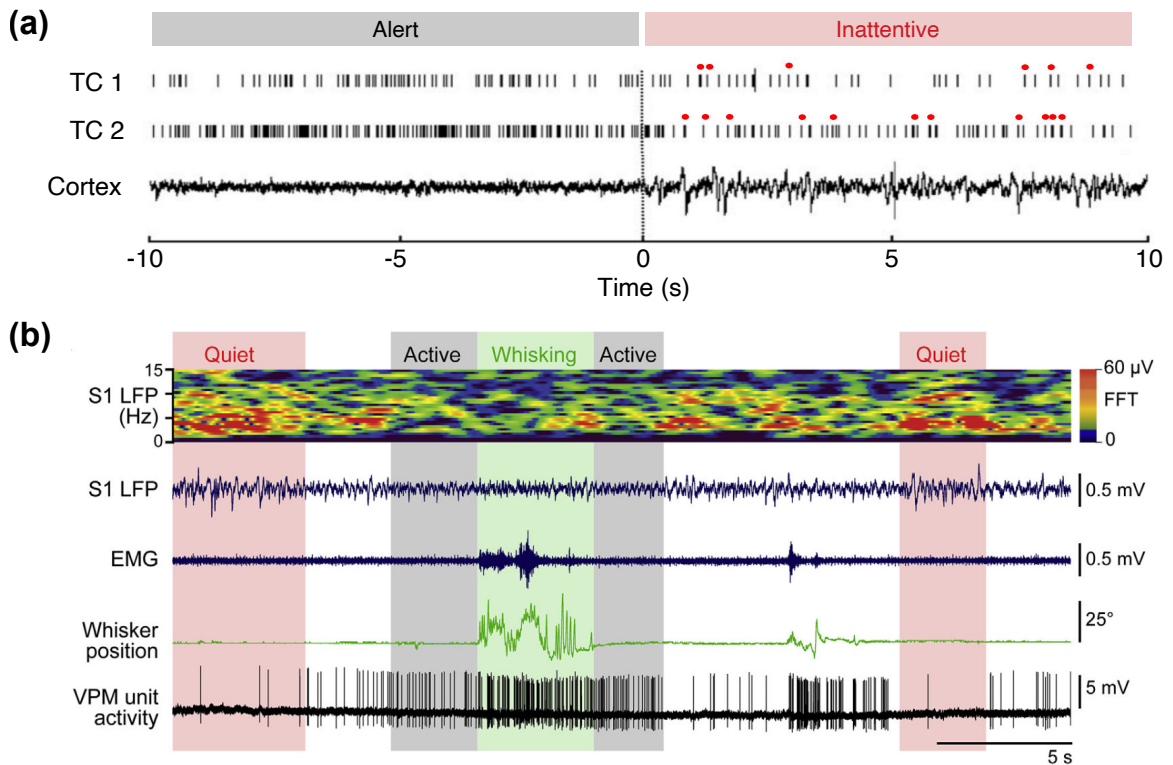 (a)
Alert Inattentive
TC 1
TC 2
Cortex
-10 -5 0 5 10
Time (s)
(b)
Quiet Active Whisking Active Quiet
15 60 µV
S1 LFP FFT
(Hz)
0 0
S1 LFP 0.5 mV
EMG 0.5 mV
25°
Whisker
position
VPM unit 5 mV
activity
5 s